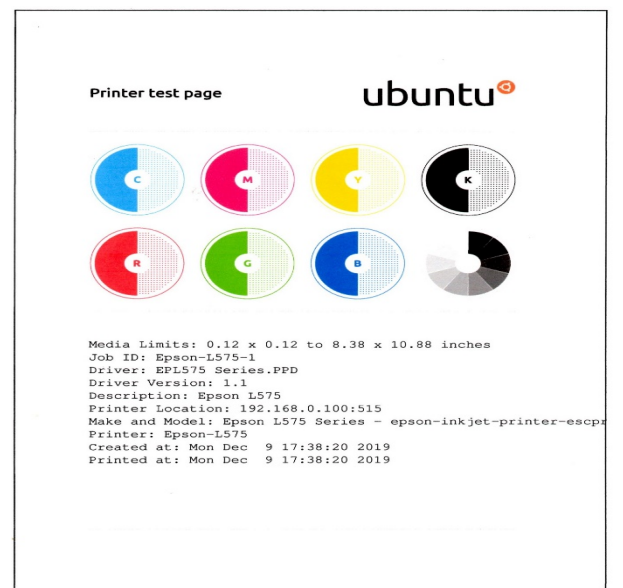 Printer test page
ubuntu
C M Y K
R G B
Media Limits: 0.12 x 0.12 to 8.38 x 10.88 inches
Job ID: Epson-L575-1
Driver: EPL575 Series.PPD
Driver Version: 1.1
Description: Epson L575
Printer Location: 192.168.0.100:515
Make and Model: Epson L575 Series - epson-inkjet-printer-escpr
Printer: Epson-L575
Created at: Mon Dec  9 17:38:20 2019
Printed at: Mon Dec  9 17:38:20 2019